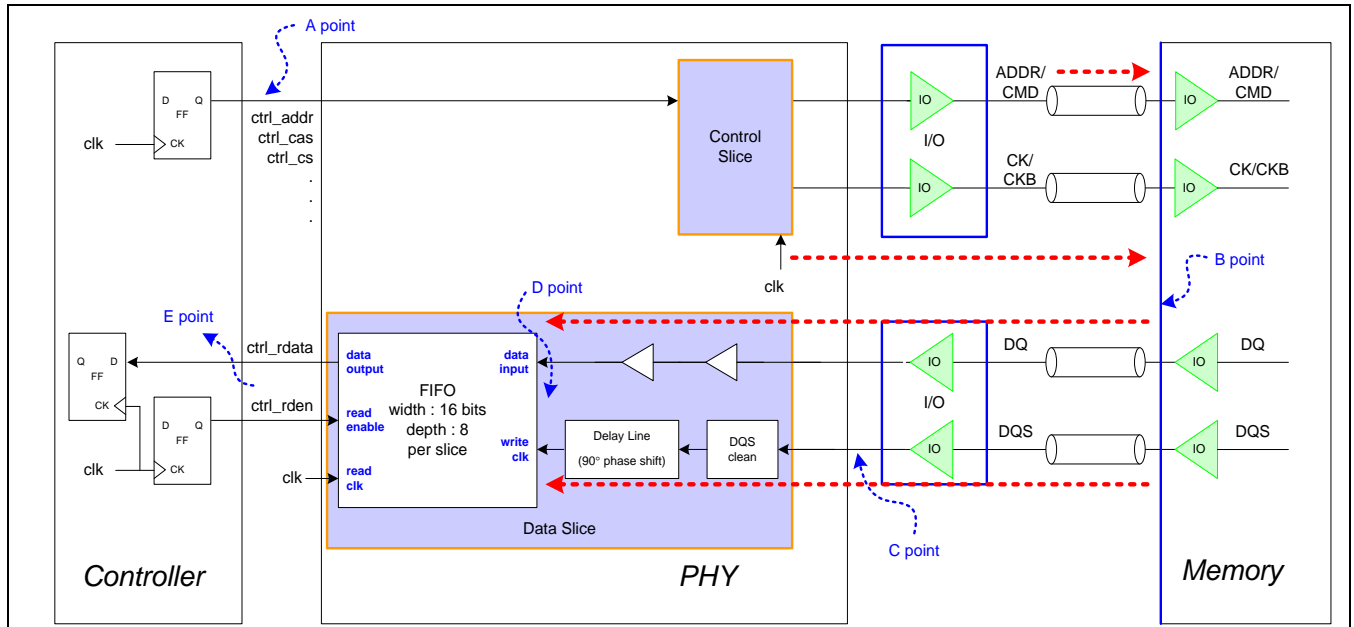 A point
D
Q
FF
CK
clk
ctrl_addr
ctrl_cas
ctrl_cs
.
.
.
.
Control
Slice
clk
IO
I/O
IO
ADDR/
CMD
CK/
CKB
IO
ADDR/
CMD
IO
CK/CKB
B point
E point
D point
Q
D
FF
CK
D
Q
FF
CK
clk
ctrl_rdata
ctrl_rden
clk
data
output
data
input
FIFO
width : 16 bits
depth : 8
per slice
read
enable
write
clk
read
clk
Delay Line
(90° phase shift)
DQS
clean
Data Slice
IO
I/O
IO
DQ
DQS
IO
DQ
IO
DQS
C point
Controller
PHY
Memory